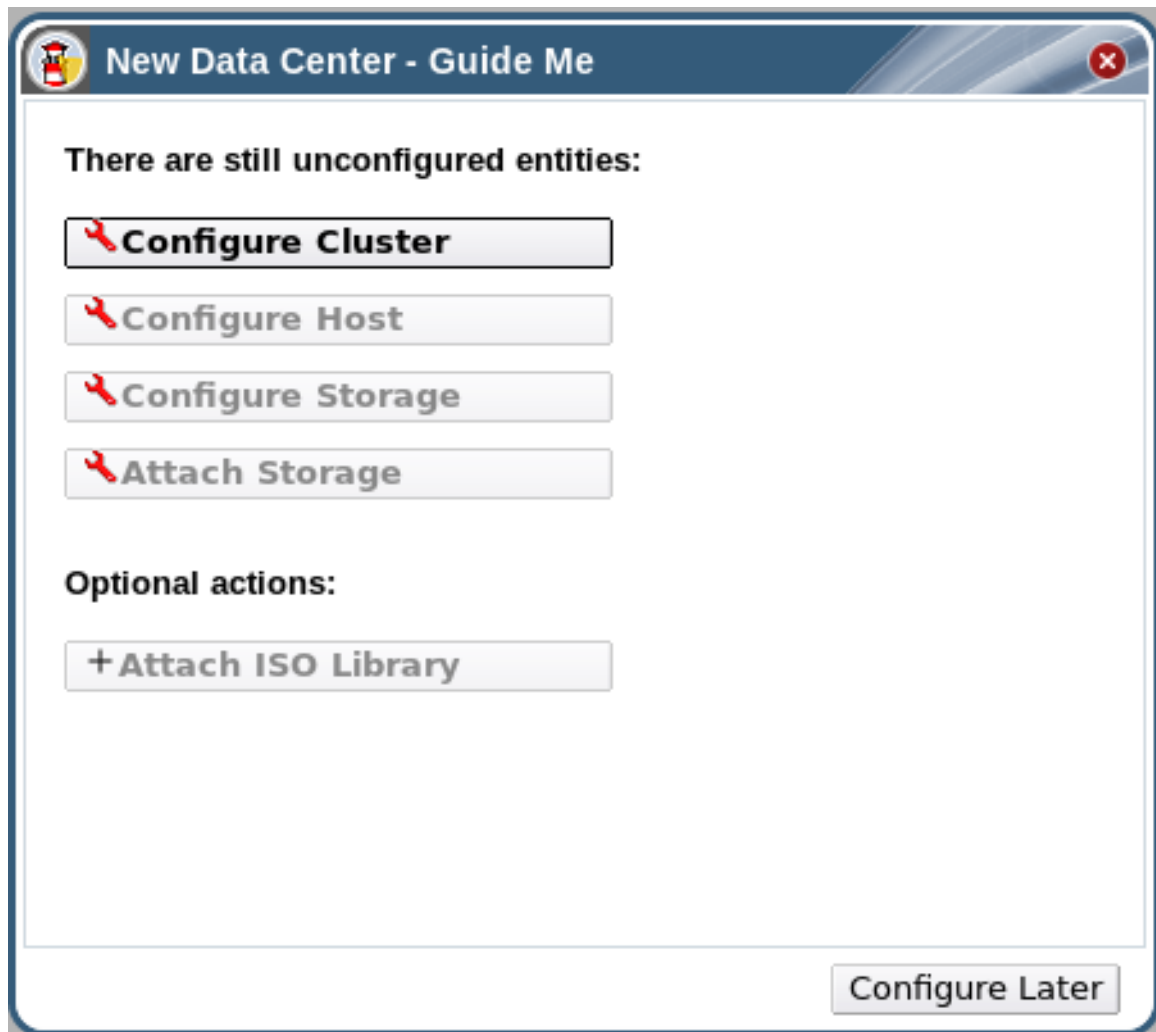 New Data Center - Guide Me
There are still unconfigured entities:
Configure Cluster
Configure Host
Configure Storage
Attach Storage
Optional actions:
+Attach ISO Library
Configure Later